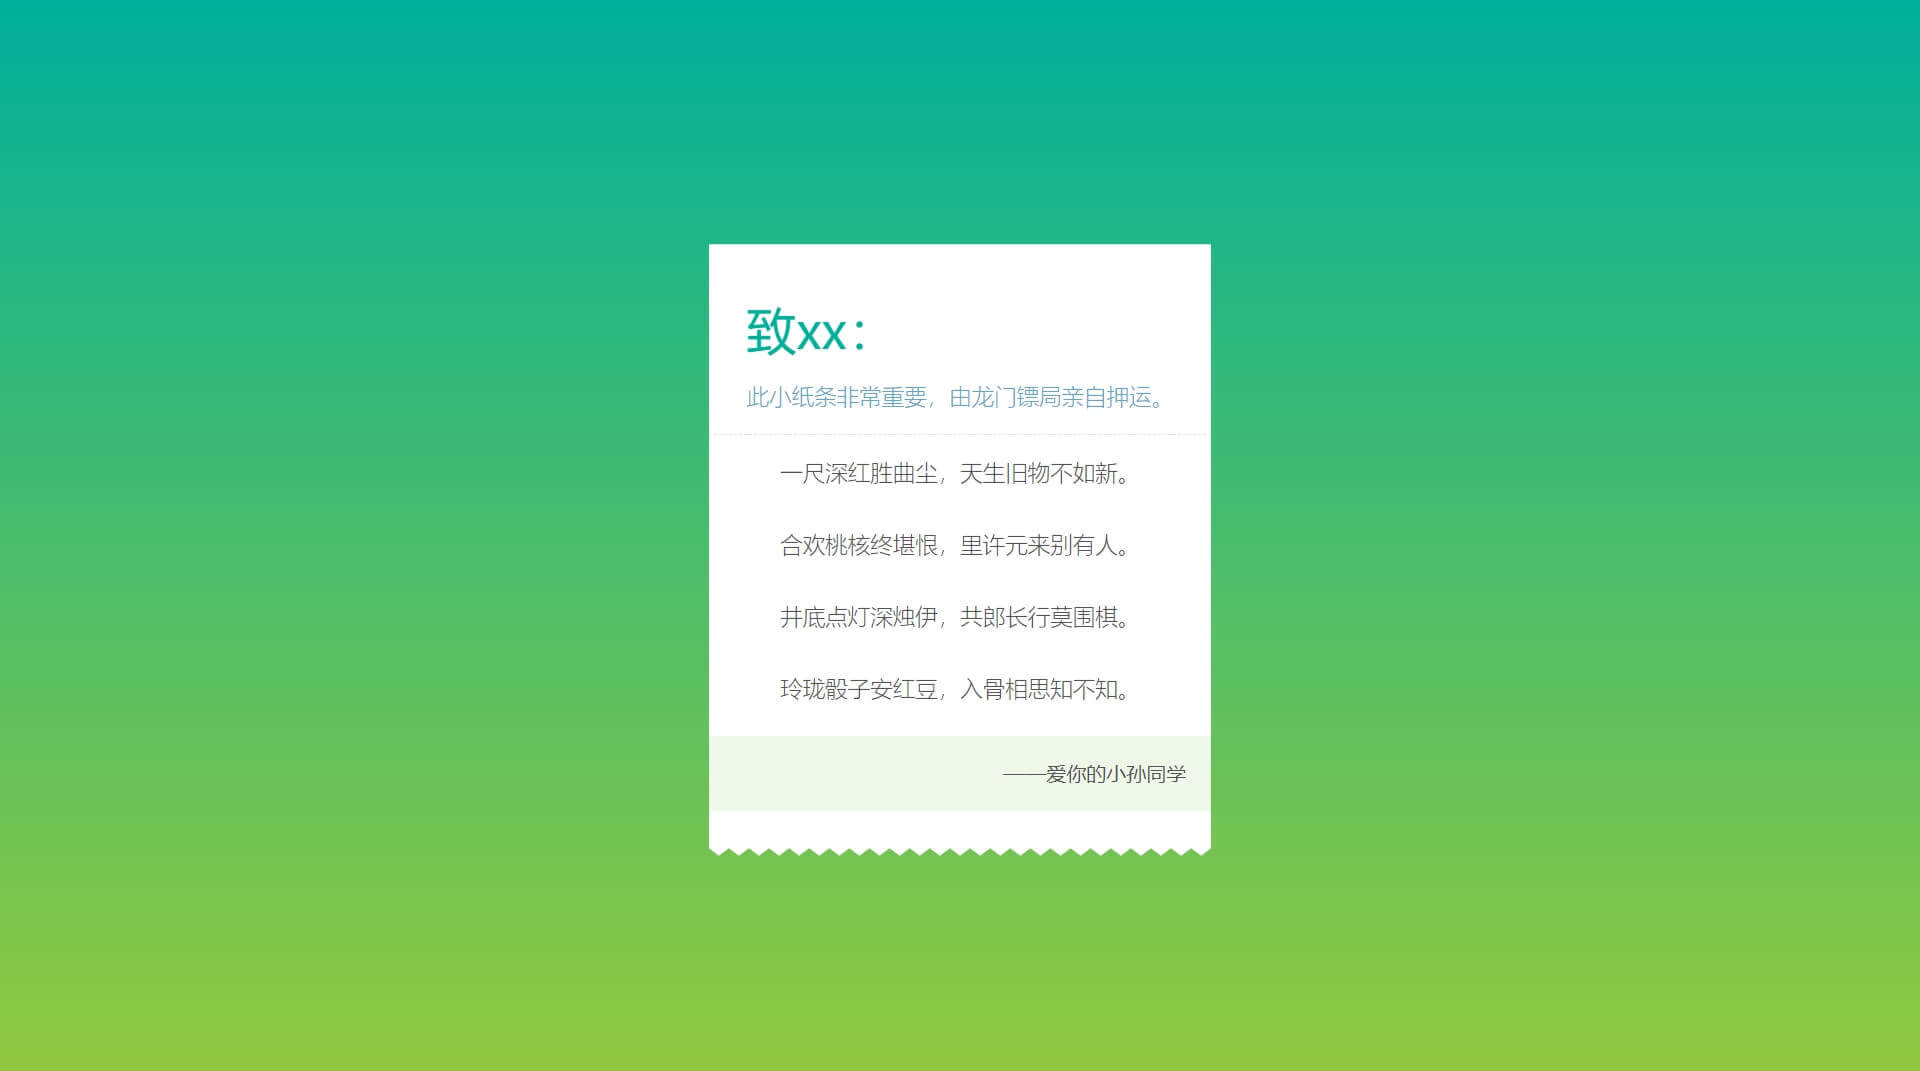 致xx：
此小纸条非常重要，由龙门镖局亲自押运。
一尺深红胜曲尘，天生旧物不如新。
合欢桃核终堪恨，里许元来别有人。
井底点灯深烛伊，共郎长行莫围棋。
玲珑骰子安红豆，入骨相思知不知。
——爱你的小孙同学